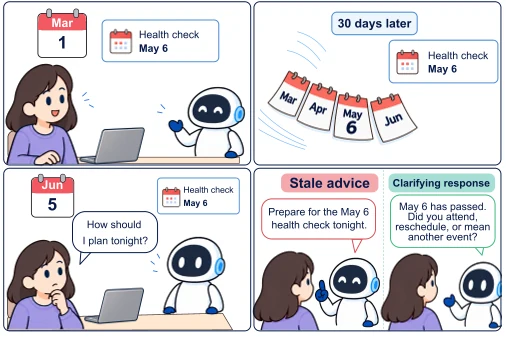 Mar
1
Health check
May 6
30 days later
Health check
May 6
Mar
Apr
May
6
Jun
Jun
5
Health check
May 6
How should
I plan tonight?
Stale advice
Clarifying response
Prepare for the May 6
health check tonight.
May 6 has passed.
Did you attend,
reschedule, or mean
another event?